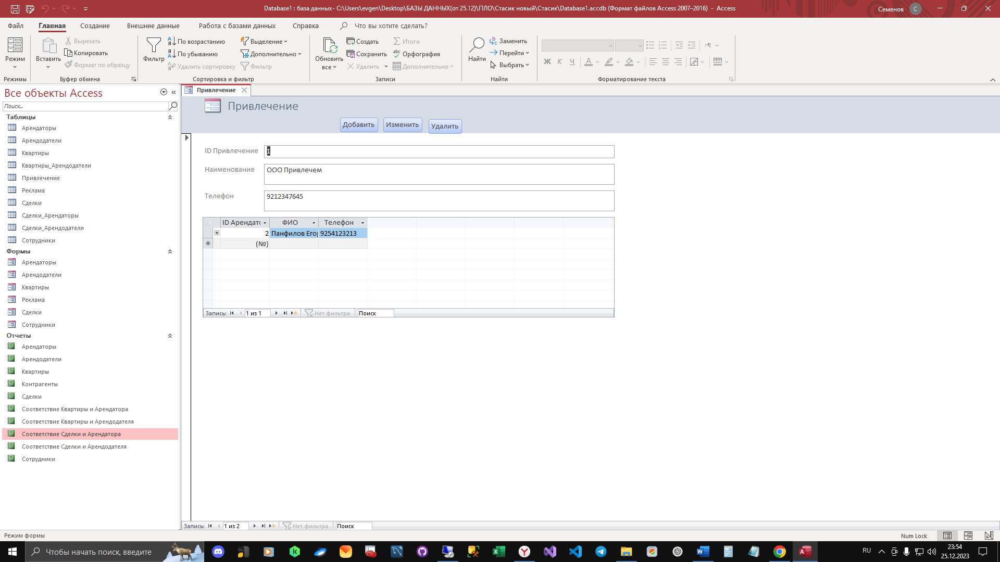 Database1 : база данных- C:\Users\evgen\Desktop\БАЗЫ ДАННЫХ(от 25.12)\ПЛО\Стасик новый\Стасик\Database1.accdb (Формат файлов Access 2007–2016) - Access
Семенов С
Файл Главная Создание Внешние данные Работа с базами данных Справка Что вы хотите сделать?
Режим
Режимы
Вставить
Вырезать
Копировать
Формат по образцу
Буфер обмена
Фильтр
По возрастанию
По убыванию
Удалить сортировку
Выделение
Дополнительно
Фильтр
Сортировка и фильтр
Обновить
все
Создать
Сохранить
Удалить
Итоги
Орфография
Дополнительно
Записи
Найти
Заменить
Перейти
Выбрать
Найти
Ж К Ч
Форматирование текста
Все объекты Access
Поиск...
Таблицы
Арендаторы
Арендодатели
Квартиры
Квартиры_Арендодатели
Привлечение
Реклама
Сделки
Сделки_Арендаторы
Сделки_Арендодатели
Сотрудники
Формы
Арендаторы
Арендодатели
Квартиры
Реклама
Сделки
Сотрудники
Отчеты
Арендаторы
Арендодатели
Квартиры
Контрагенты
Сделки
Соответствие Квартиры и Арендатора
Соответствие Квартиры и Арендодателя
Соответствие Сделки и Арендатора
Соответствие Сделки и Арендодателя
Сотрудники
Привлечение
Привлечение
Добавить Изменить Удалить
ID Привлечение 1
Наименование ООО Привлечем
Телефон 9212347645
ID Арендатс ФИО Телефон
2 Панфилов Егор 9254123213
(№)
Запись: 1 из 1 Нет фильтра Поиск
Запись: 1 из 2 Нет фильтра Поиск
Режим формы Num Lock
Чтобы начать поиск, введите
RU
23:54
25.12.2023